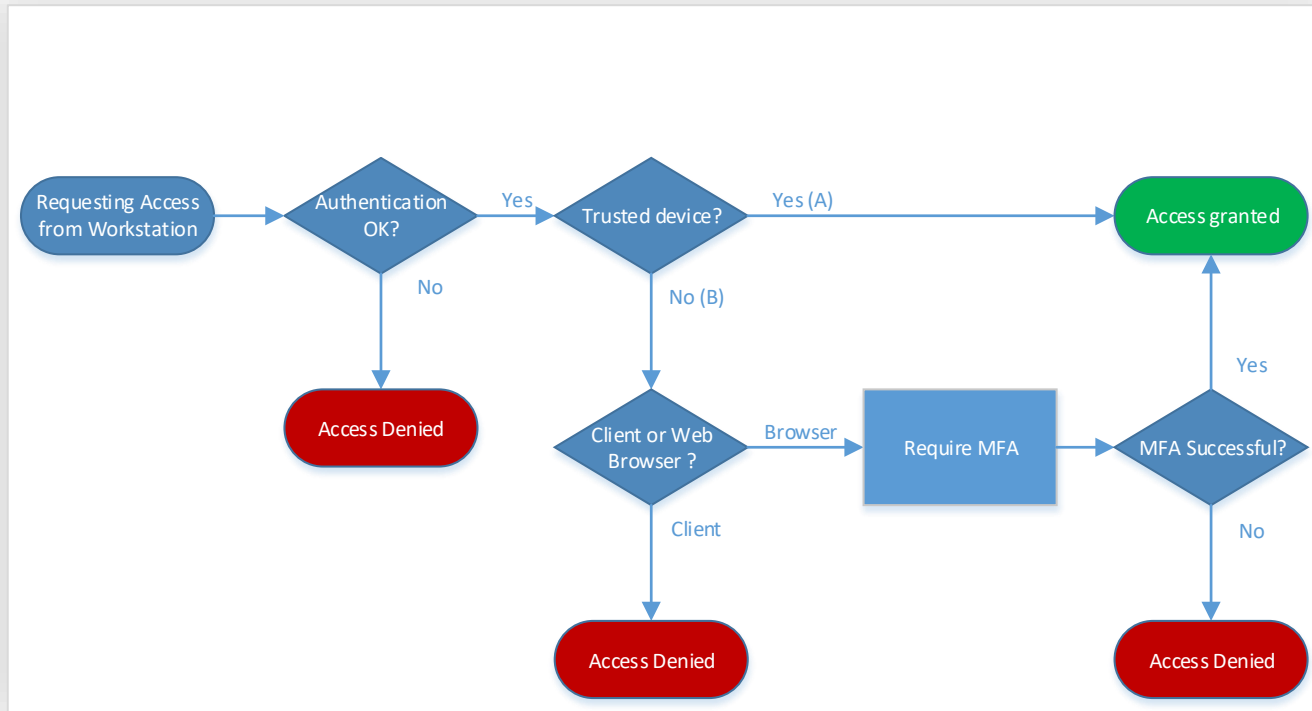 Requesting Access
from Workstation
Authentication
OK?
Yes
Trusted device?
Yes (A)
Access granted
No
No (B)
Yes
Access Denied
Client or Web
Browser ?
Browser
Require MFA
MFA Successful?
Client
No
Access Denied
Access Denied